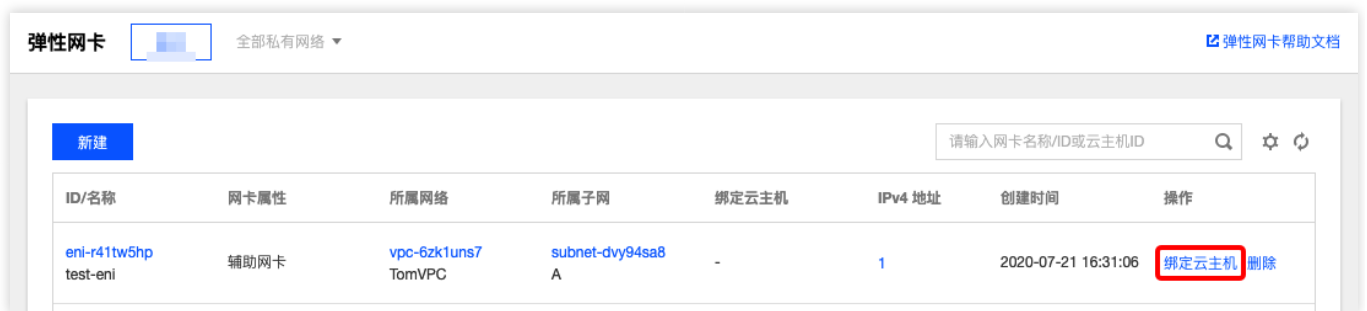 弹性网卡 全部私有网络 弹性网卡帮助文档
新建 请输入网卡名称/ID或云主机ID
ID/名称 网卡属性 所属网络 所属子网 绑定云主机 IPv4 地址 创建时间 操作
eni-r41tw5hp vpc-6zk1uns7 subnet-dvy94sa8
辅助网卡 - 1 2020-07-21 16:31:06 绑定云主机 删除
test-eni TomVPC A